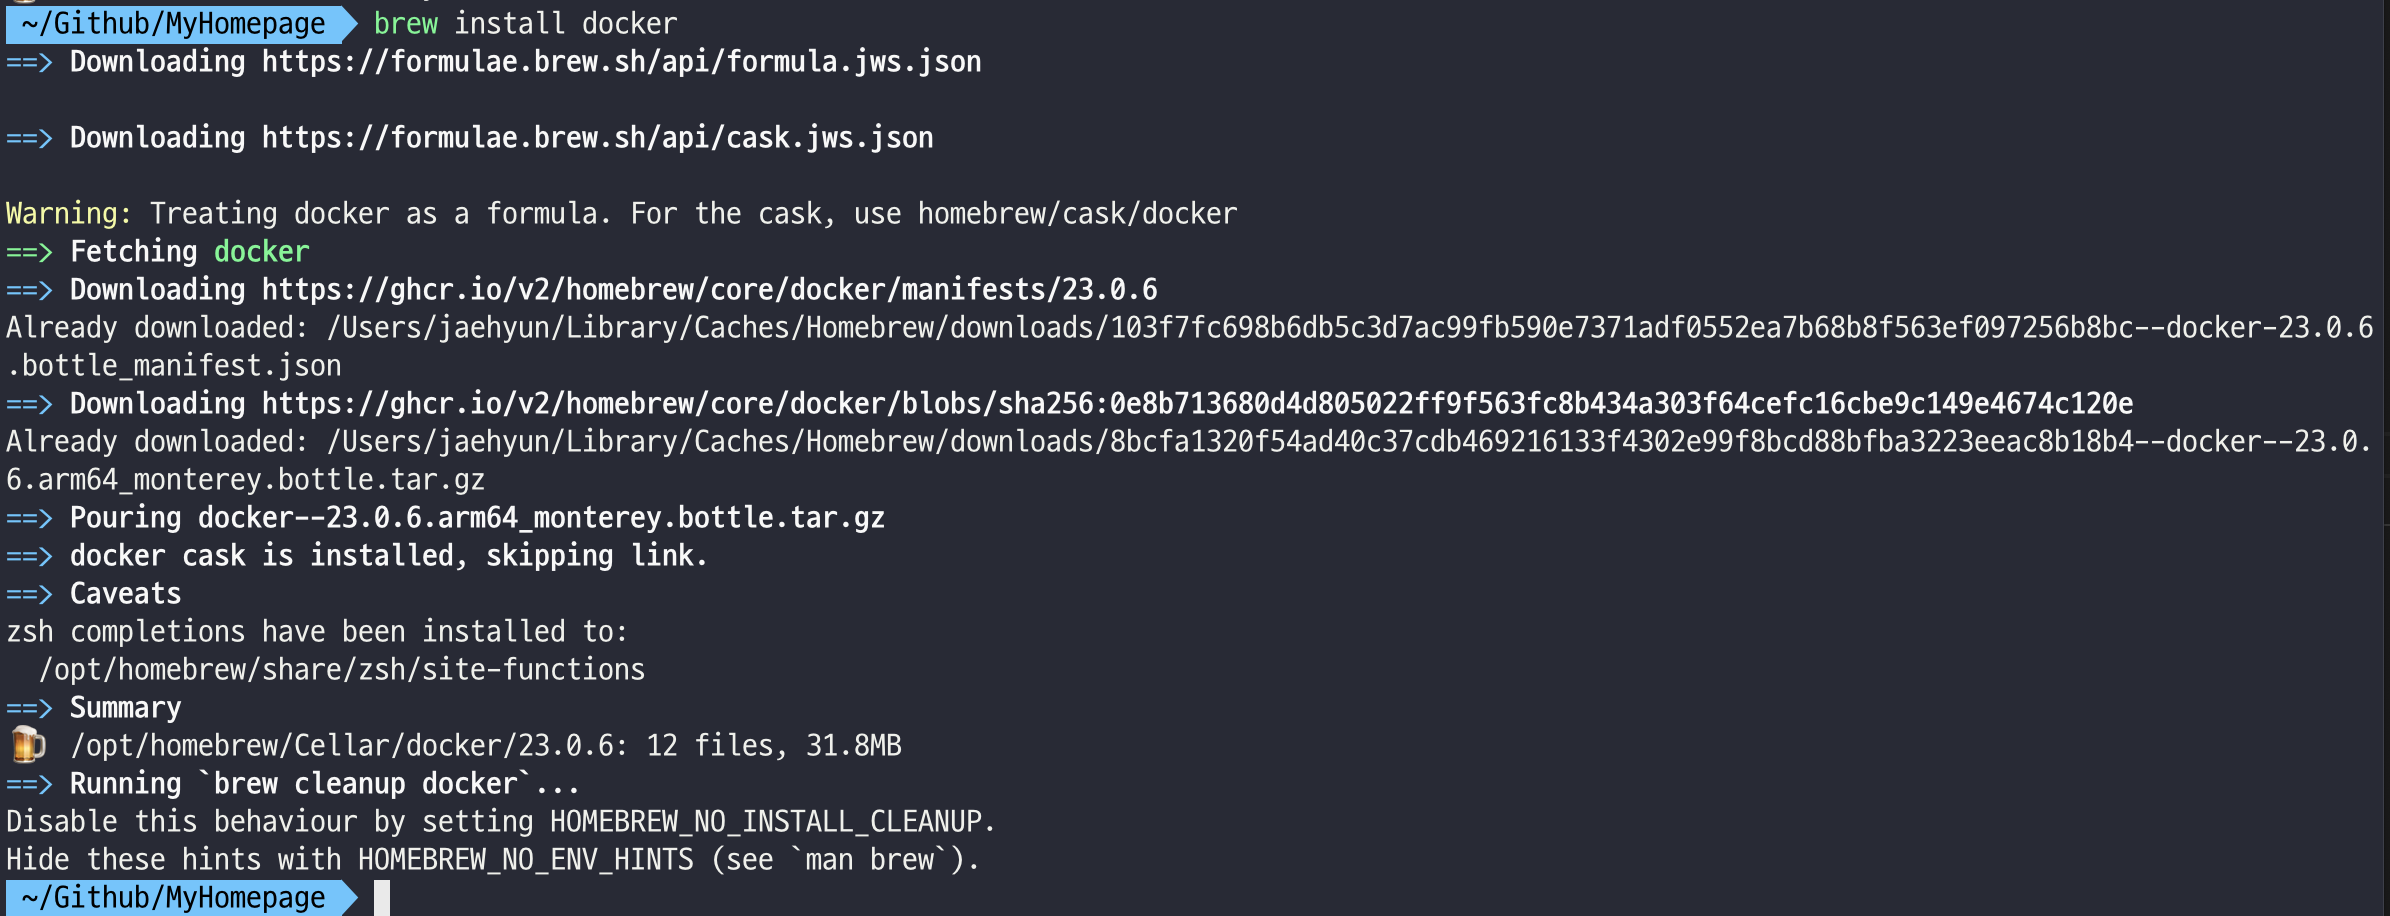 ~/Github/MyHomepage brew install docker
==> Downloading https://formulae.brew.sh/api/formula.jws.json
==> Downloading https://formulae.brew.sh/api/cask.jws.json
Warning: Treating docker as a formula. For the cask, use homebrew/cask/docker
==> Fetching docker
==> Downloading https://ghcr.io/v2/homebrew/core/docker/manifests/23.0.6
Already downloaded: /Users/jaehyun/Library/Caches/Homebrew/downloads/103f7fc698b6db5c3d7ac99fb590e7371adf0552ea7b68b8f563ef097256b8bc--docker-23.0.6
.bottle_manifest.json
==> Downloading https://ghcr.io/v2/homebrew/core/docker/blobs/sha256:0e8b713680d4d805022ff9f563fc8b434a303f64cefc16cbe9c149e4674c120e
Already downloaded: /Users/jaehyun/Library/Caches/Homebrew/downloads/8bcfa1320f54ad40c37cdb469216133f4302e99f8bcd88bfba3223eeac8b18b4--docker--23.0.
6.arm64_monterey.bottle.tar.gz
==> Pouring docker--23.0.6.arm64_monterey.bottle.tar.gz
==> docker cask is installed, skipping link.
==> Caveats
zsh completions have been installed to:
  /opt/homebrew/share/zsh/site-functions
==> Summary
🍺 /opt/homebrew/Cellar/docker/23.0.6: 12 files, 31.8MB
==> Running `brew cleanup docker`...
Disable this behaviour by setting HOMEBREW_NO_INSTALL_CLEANUP.
Hide these hints with HOMEBREW_NO_ENV_HINTS (see `man brew`).
~/Github/MyHomepage